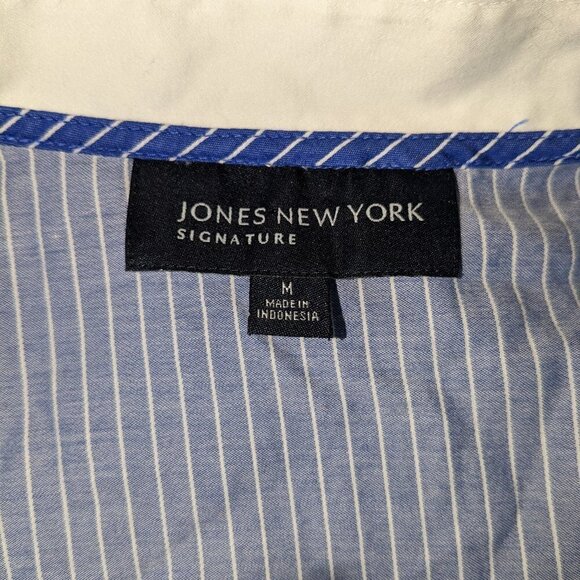 JONES NEW YORK
SIGNATURE
M
MADE IN
INDONESIA